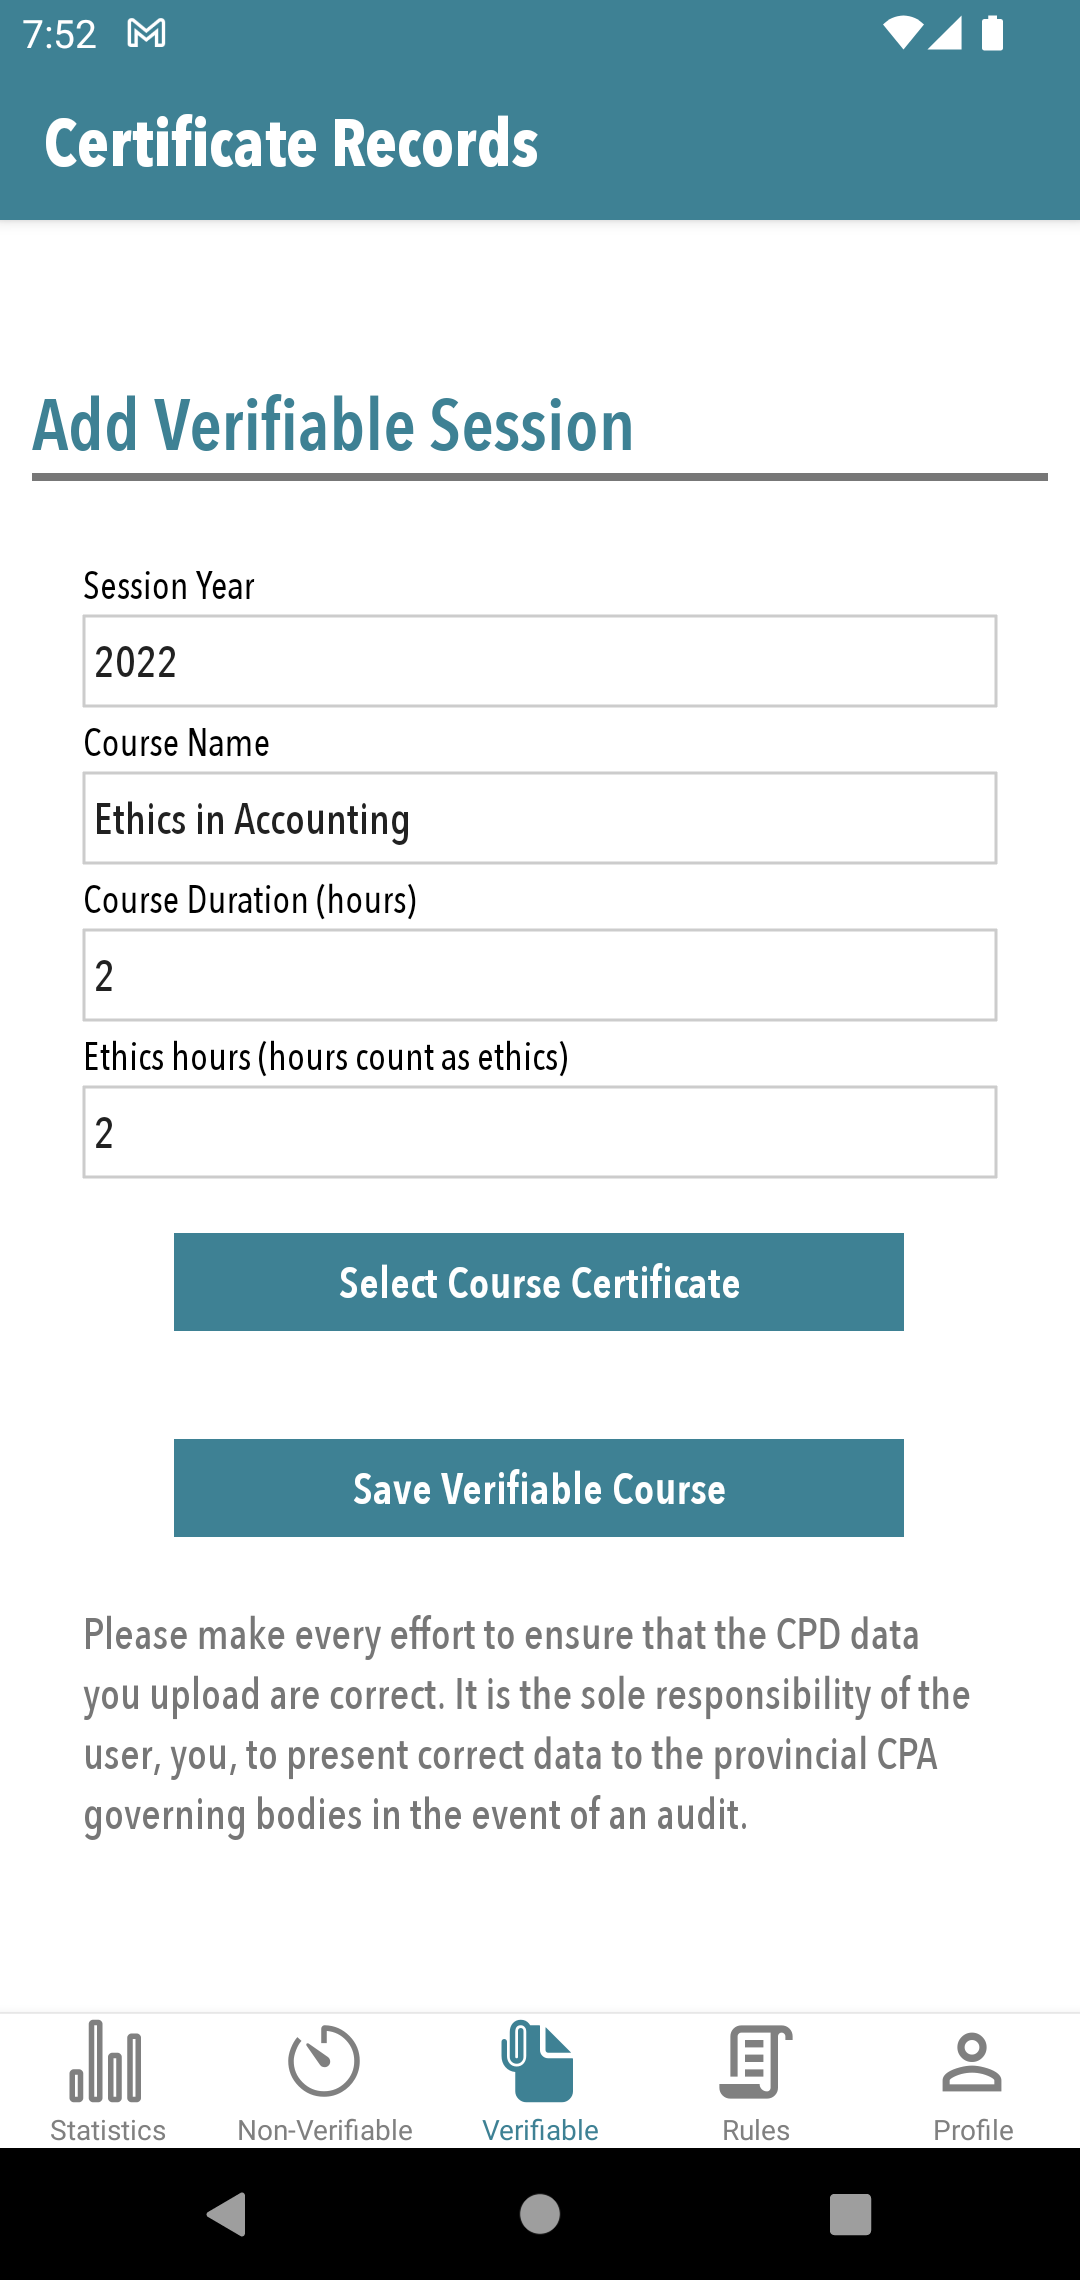 7:52
Certificate Records
Add Verifiable Session
Session Year
2022
Course Name
Ethics in Accounting
Course Duration (hours)
2
Ethics hours (hours count as ethics)
2
Select Course Certificate
Save Verifiable Course
Please make every effort to ensure that the CPD data
you upload are correct. It is the sole responsibility of the
user, you, to present correct data to the provincial CPA
governing bodies in the event of an audit.
Statistics
Non-Verifiable
Verifiable
Rules
Profile